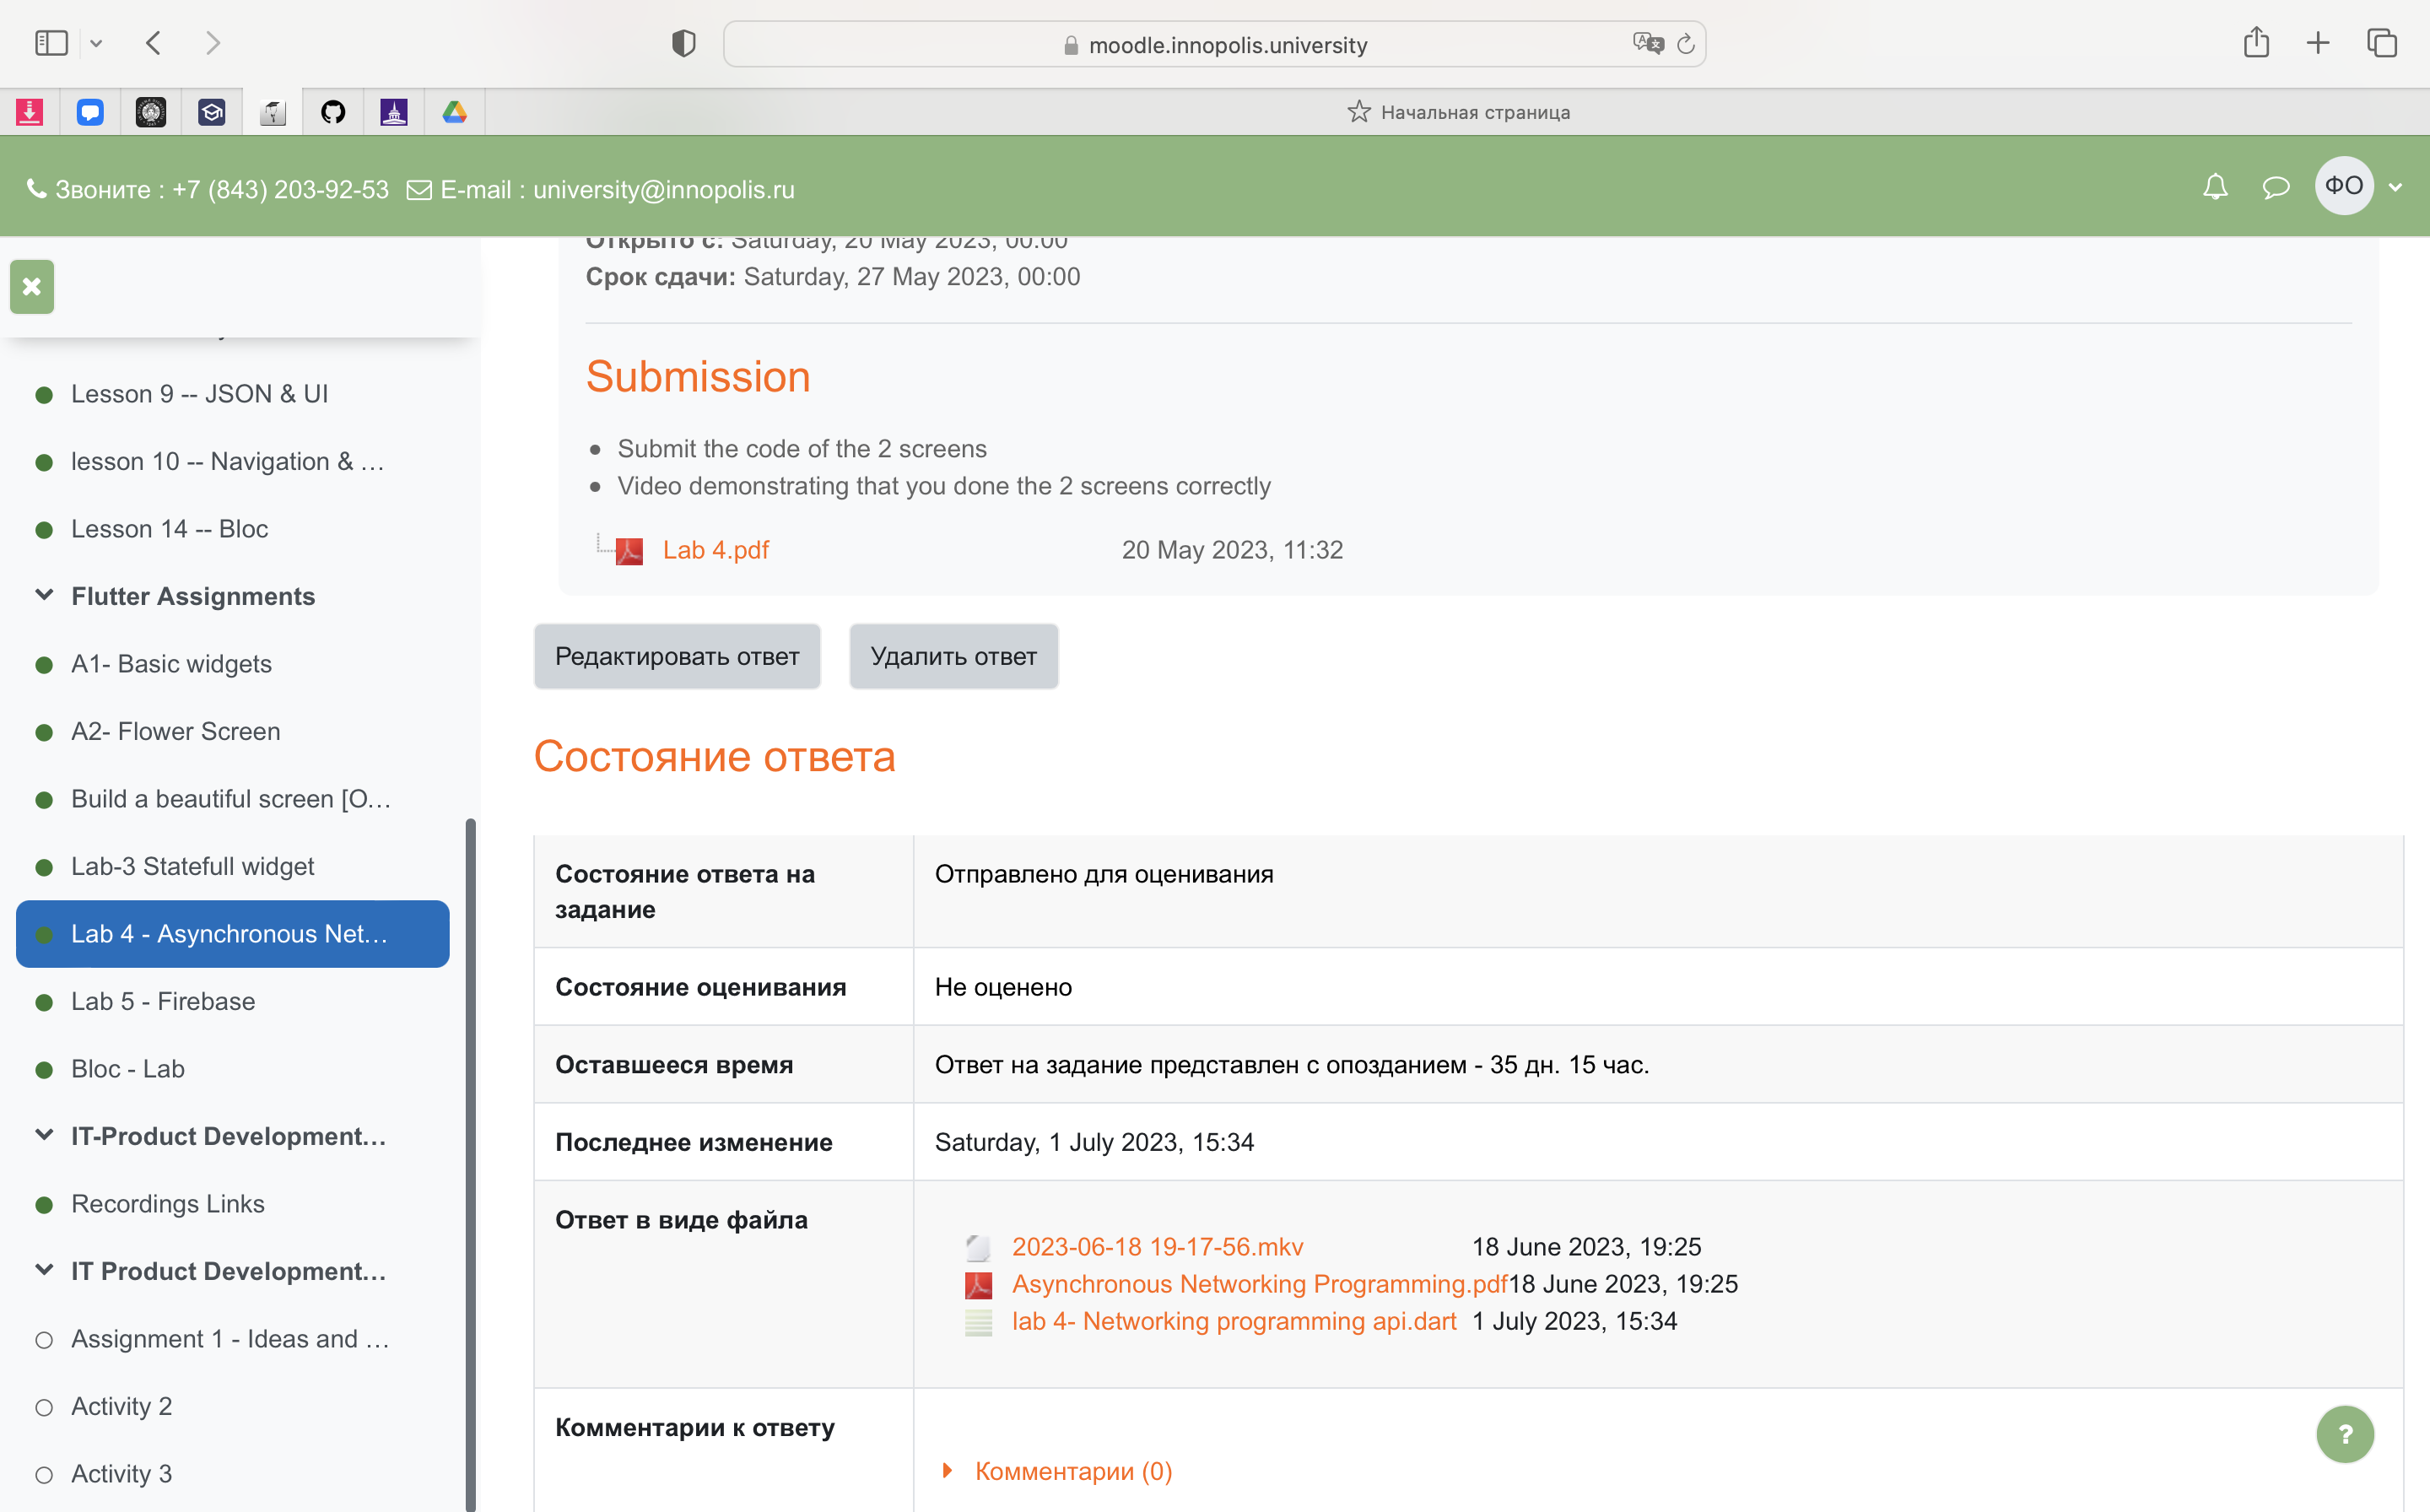 moodle.innopolis.university
Начальная страница
Звоните : +7 (843) 203-92-53 E-mail : university@innopolis.ru
ФО
Открыто с: Saturday, 20 May 2023, 00:00
Срок сдачи: Saturday, 27 May 2023, 00:00
Submission
Submit the code of the 2 screens
Video demonstrating that you done the 2 screens correctly
Lab 4.pdf 20 May 2023, 11:32
Редактировать ответ Удалить ответ
Состояние ответа
Состояние ответа на
задание
Отправлено для оценивания
Состояние оценивания Не оценено
Оставшееся время Ответ на задание представлен с опозданием - 35 дн. 15 час.
Последнее изменение Saturday, 1 July 2023, 15:34
Ответ в виде файла
2023-06-18 19-17-56.mkv 18 June 2023, 19:25
Asynchronous Networking Programming.pdf 18 June 2023, 19:25
lab 4- Networking programming api.dart 1 July 2023, 15:34
Комментарии к ответу
Комментарии (0)
?
Lesson 9 -- JSON & UI
lesson 10 -- Navigation & ...
Lesson 14 -- Bloc
Flutter Assignments
A1- Basic widgets
A2- Flower Screen
Build a beautiful screen [O...
Lab-3 Statefull widget
Lab 4 - Asynchronous Net...
Lab 5 - Firebase
Bloc - Lab
IT-Product Development...
Recordings Links
IT Product Development...
Assignment 1 - Ideas and ...
Activity 2
Activity 3